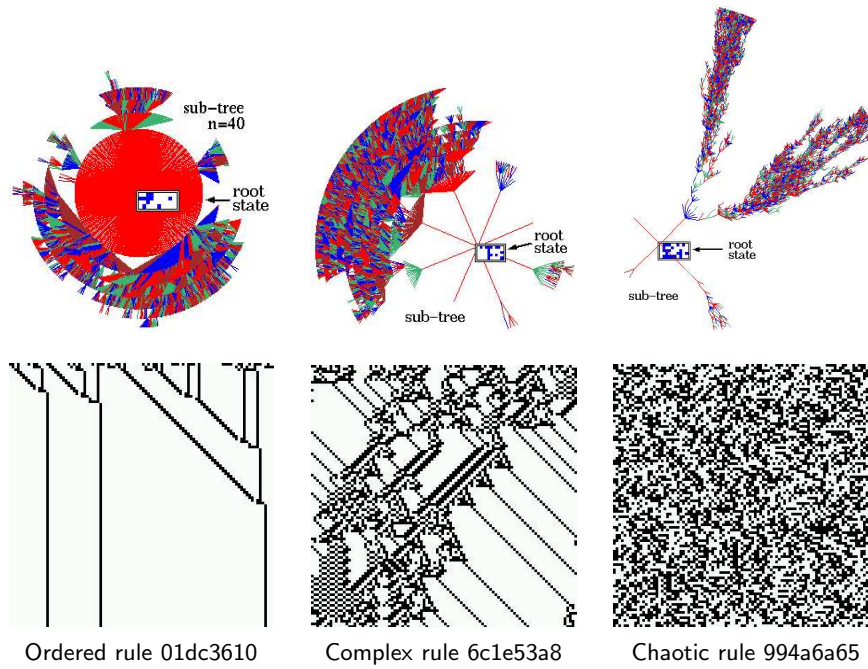 sub-tree
n=40
root
state
root
state
sub-tree
root
state
sub-tree
Ordered rule 01dc3610
Complex rule 6c1e53a8
Chaotic rule 994a6a65